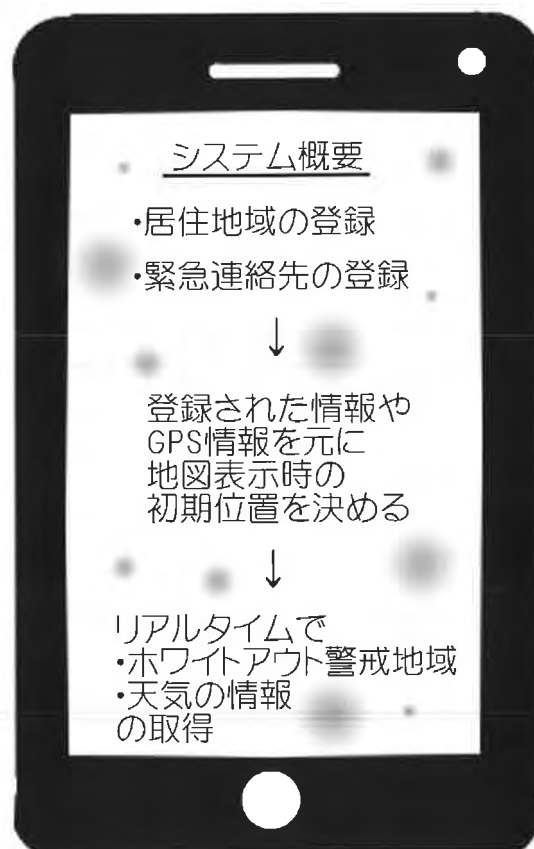 システム概要
・居住地域の登録
・緊急連絡先の登録
↓
登録された情報や
GPS情報を元に
地図表示時の
初期位置を決める
↓
リアルタイムで
・ホワイトアウト警戒地域
・天気の情報
の取得